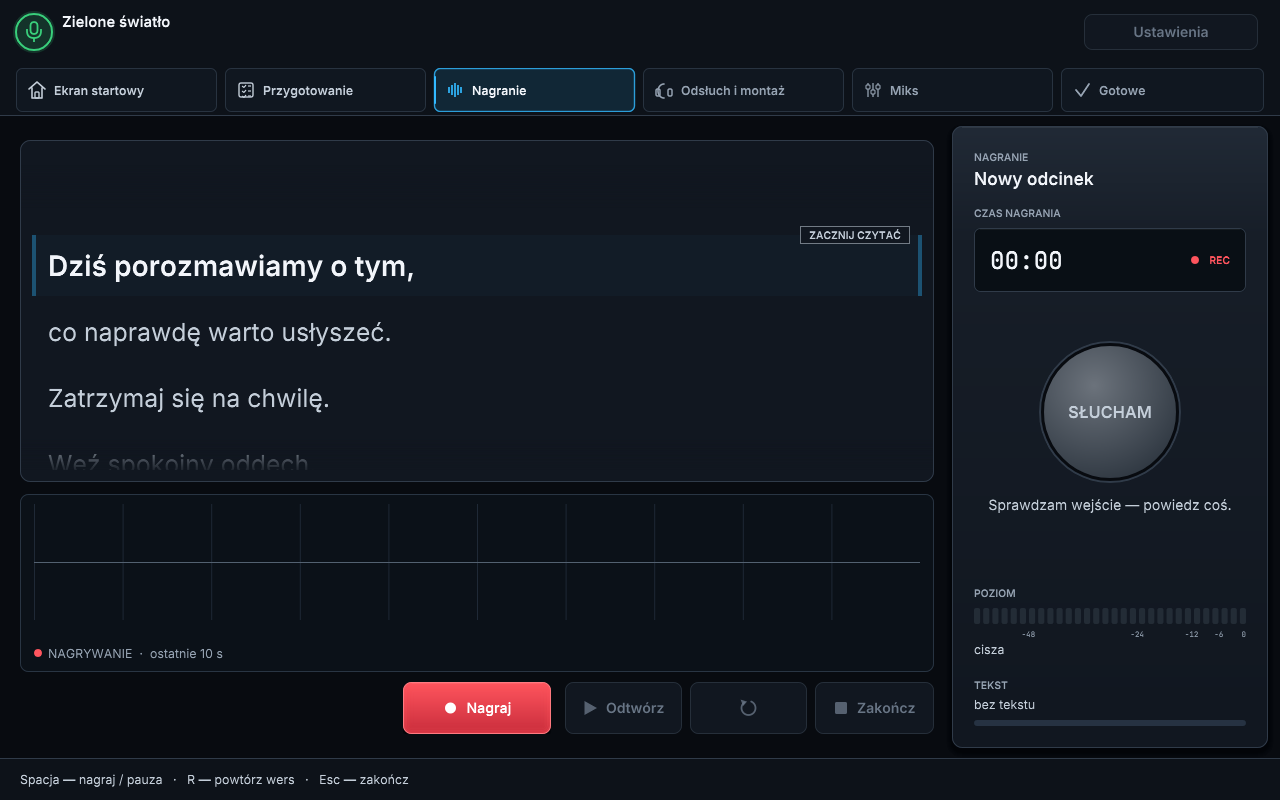 Zielone światło
Ustawienia
Ekran startowy
Przygotowanie
Nagranie
Odsłuch i montaż
Miks
Gotowe
ZACZNIJ CZYTAĆ
Dziś porozmawiamy o tym,
co naprawdę warto usłyszeć.
Zatrzymaj się na chwilę.
Weź spokojny oddech
NAGRYWANIE · ostatnie 10 s
Nagraj
Odtwórz
Zakończ
NAGRANIE
Nowy odcinek
CZAS NAGRANIA
00:00
REC
SŁUCHAM
Sprawdzam wejście — powiedz coś.
POZIOM
-48 -24 -12 -6 0
cisza
TEKST
bez tekstu
Spacja — nagraj / pauza · R — powtórz wers · Esc — zakończ